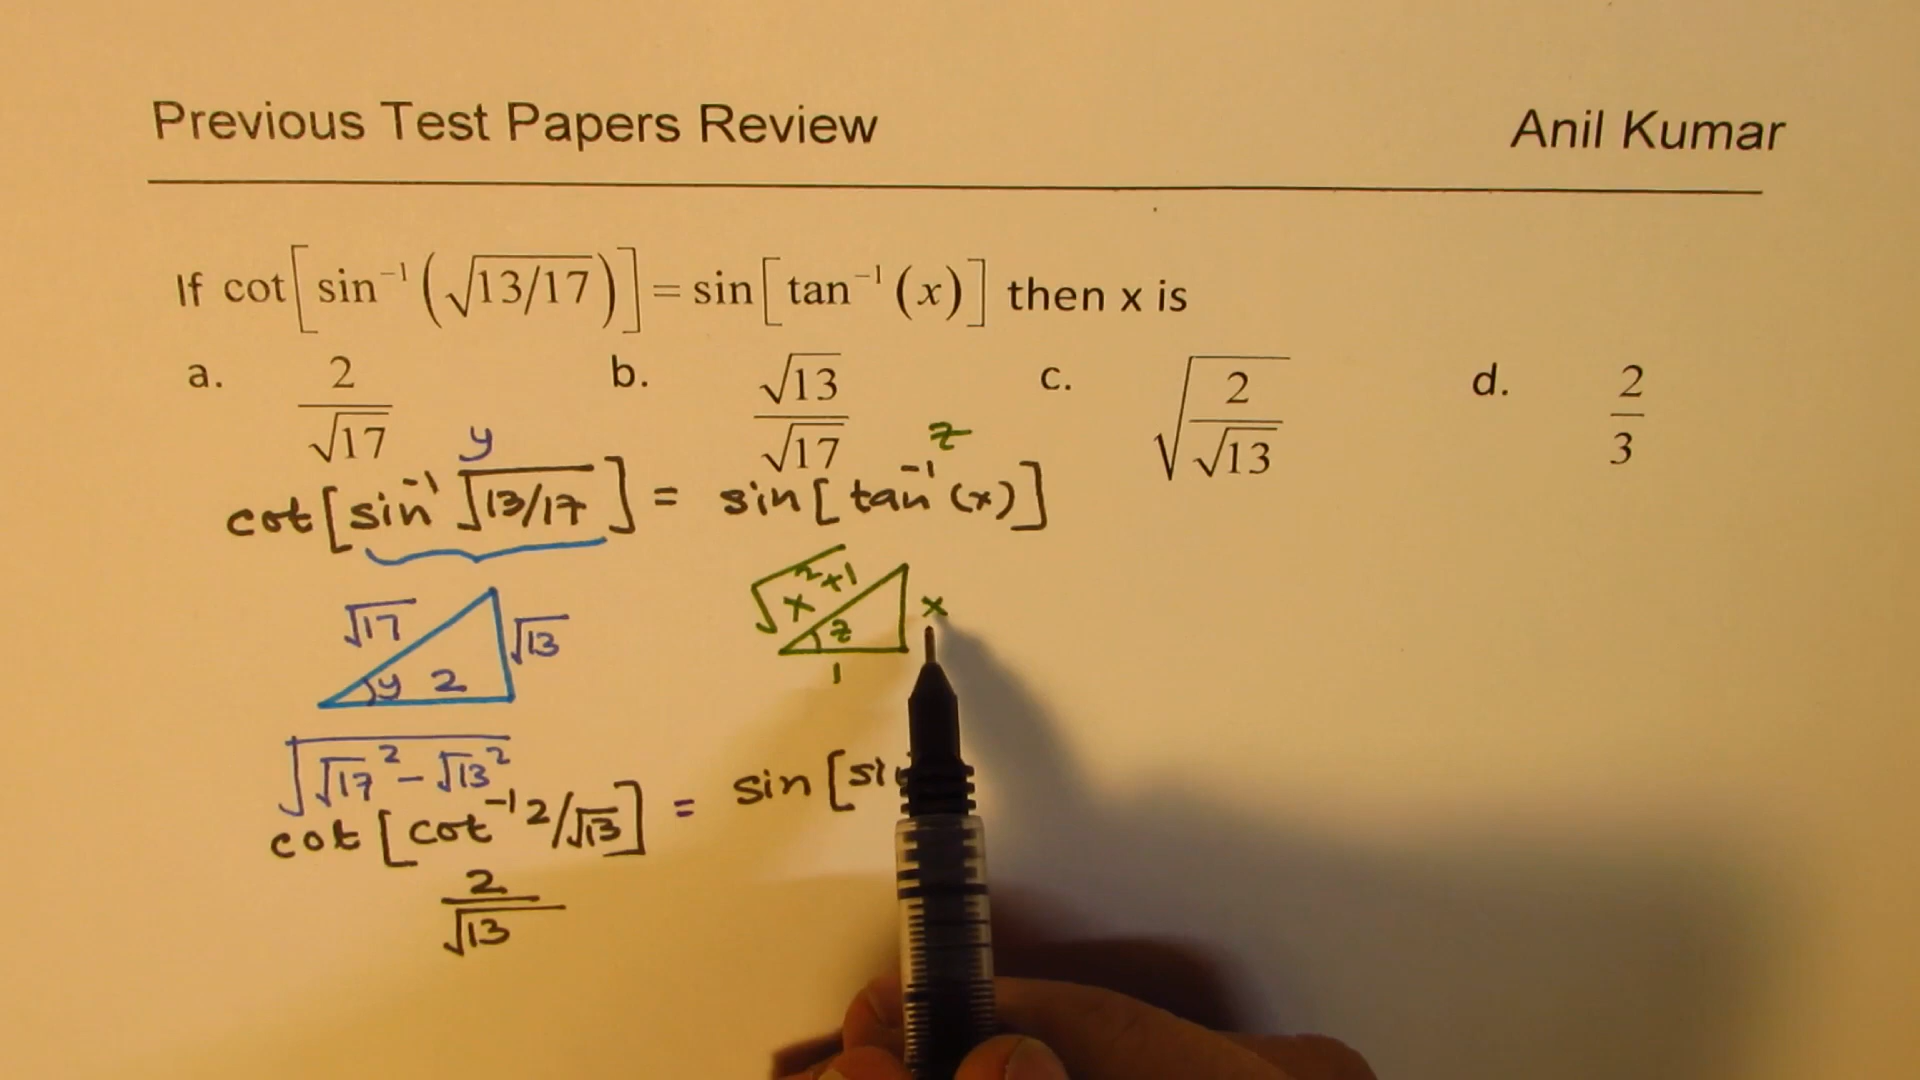 Previous Test Papers Review Anil Kumar
If cot[sin⁻¹(√13/17)] = sin[tan⁻¹(x)] then x is
a. 2/√17 b. √13/√17 c. √(2/√13) d. 2/3
y z
cot[sin⁻¹ √13/17] = sin[tan⁻¹(x)]
√17 √13 y 2
√x²+1 x z 1
√(√17² - √13²)
cot[cot⁻¹ 2/√13] = sin[si
2/√13